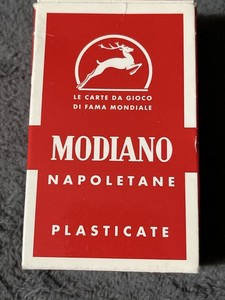 LE CARTE DA GIOCO
DI FAMA MONDIALE
MODIANO
NAPOLETANE
PLASTICATE